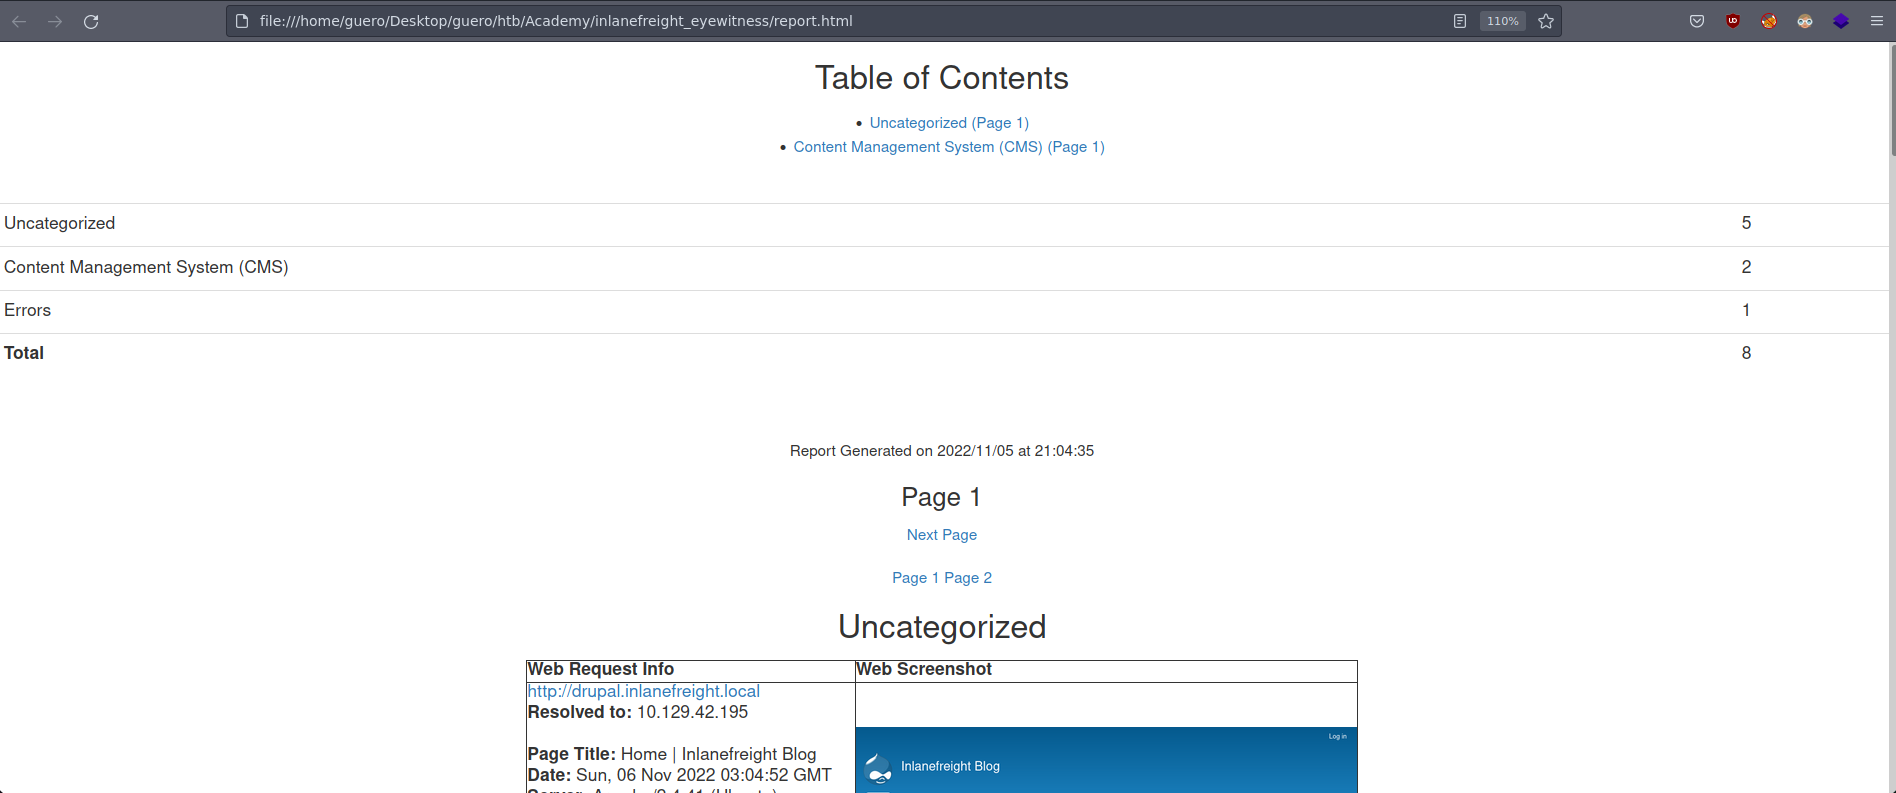 file:///home/guero/Desktop/guero/htb/Academy/inlanefreight_eyewitness/report.html
110%
Table of Contents
• Uncategorized (Page 1)
• Content Management System (CMS) (Page 1)
Uncategorized 5
Content Management System (CMS) 2
Errors 1
Total 8
Report Generated on 2022/11/05 at 21:04:35
Page 1
Next Page
Page 1 Page 2
Uncategorized
Web Request Info Web Screenshot
http://drupal.inlanefreight.local
Resolved to: 10.129.42.195
Log in
Page Title: Home | Inlanefreight Blog
Inlanefreight Blog
Date: Sun, 06 Nov 2022 03:04:52 GMT